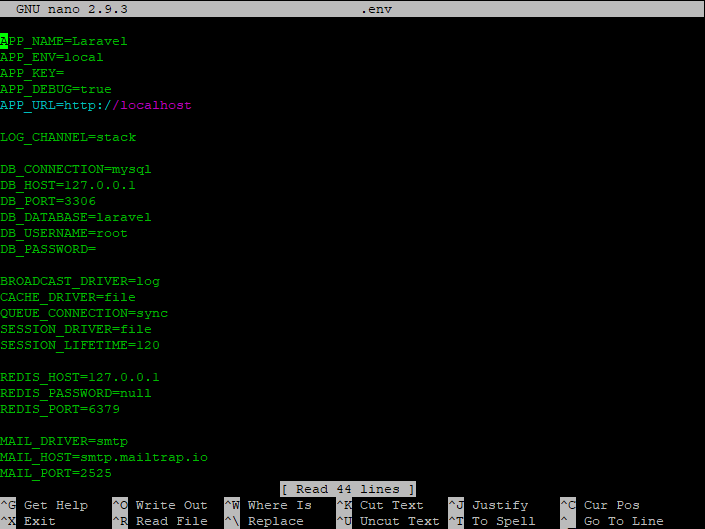 GNU nano 2.9.3 .env
APP_NAME=Laravel
APP_ENV=local
APP_KEY=
APP_DEBUG=true
APP_URL=http://localhost
LOG_CHANNEL=stack
DB_CONNECTION=mysql
DB_HOST=127.0.0.1
DB_PORT=3306
DB_DATABASE=laravel
DB_USERNAME=root
DB_PASSWORD=
BROADCAST_DRIVER=log
CACHE_DRIVER=file
QUEUE_CONNECTION=sync
SESSION_DRIVER=file
SESSION_LIFETIME=120
REDIS_HOST=127.0.0.1
REDIS_PASSWORD=null
REDIS_PORT=6379
MAIL_DRIVER=smtp
MAIL_HOST=smtp.mailtrap.io
MAIL_PORT=2525
[ Read 44 lines ]
^G Get Help ^O Write Out ^W Where Is ^K Cut Text ^J Justify ^C Cur Pos
^X Exit ^R Read File ^\ Replace ^U Uncut Text ^T To Spell ^_ Go To Line